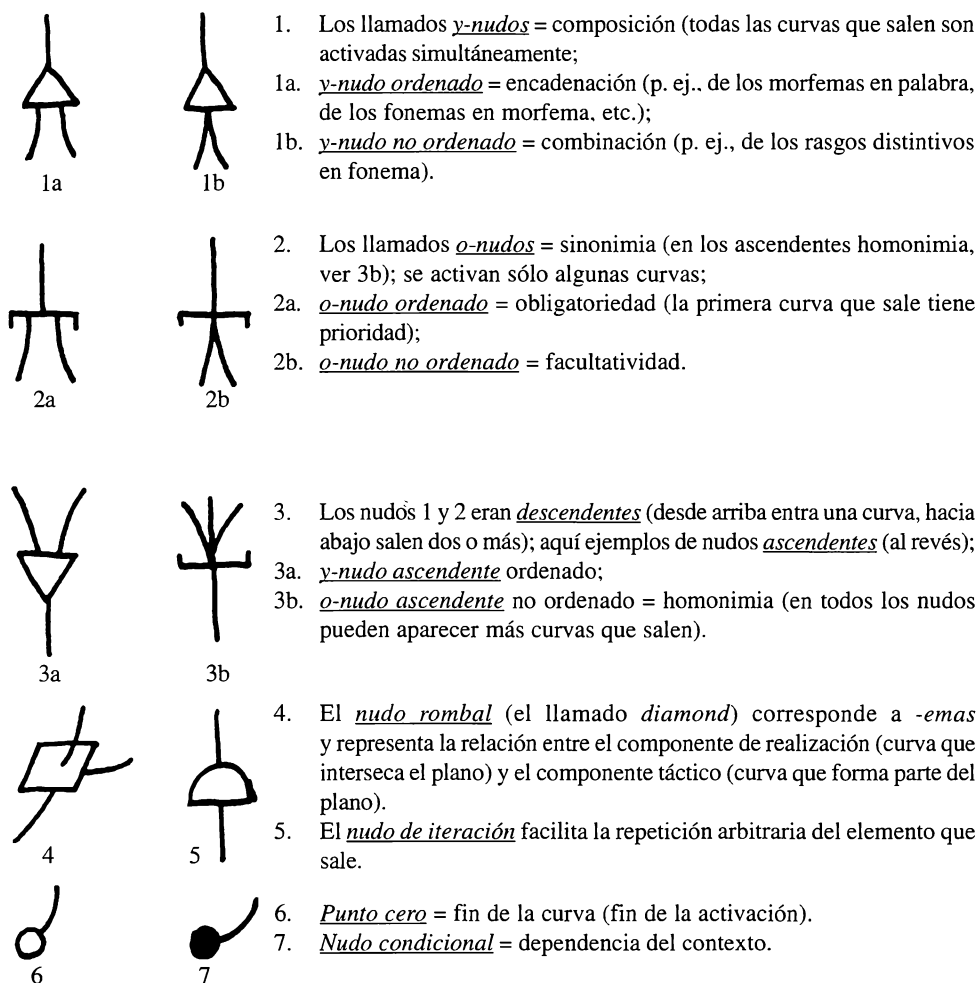 1. Los llamados y-nudos = composición (todas las curvas que salen son
activadas simultáneamente;
1a. y-nudo ordenado = encadenación (p. ej., de los morfemas en palabra,
de los fonemas en morfema, etc.);
1b. y-nudo no ordenado = combinación (p. ej., de los rasgos distintivos
en fonema).
1a 1b
2. Los llamados o-nudos = sinonimia (en los ascendentes homonimia,
ver 3b); se activan sólo algunas curvas;
2a. o-nudo ordenado = obligatoriedad (la primera curva que sale tiene
prioridad);
2b. o-nudo no ordenado = facultatividad.
2a 2b
3. Los nudos 1 y 2 eran descendentes (desde arriba entra una curva, hacia
abajo salen dos o más); aquí ejemplos de nudos ascendentes (al revés);
3a. y-nudo ascendente ordenado;
3b. o-nudo ascendente no ordenado = homonimia (en todos los nudos
pueden aparecer más curvas que salen).
3a 3b
4. El nudo rombal (el llamado diamond) corresponde a -emas
y representa la relación entre el componente de realización (curva que
interseca el plano) y el componente táctico (curva que forma parte del
plano).
5. El nudo de iteración facilita la repetición arbitraria del elemento que
sale.
4 5
6. Punto cero = fin de la curva (fin de la activación).
7. Nudo condicional = dependencia del contexto.
6 7